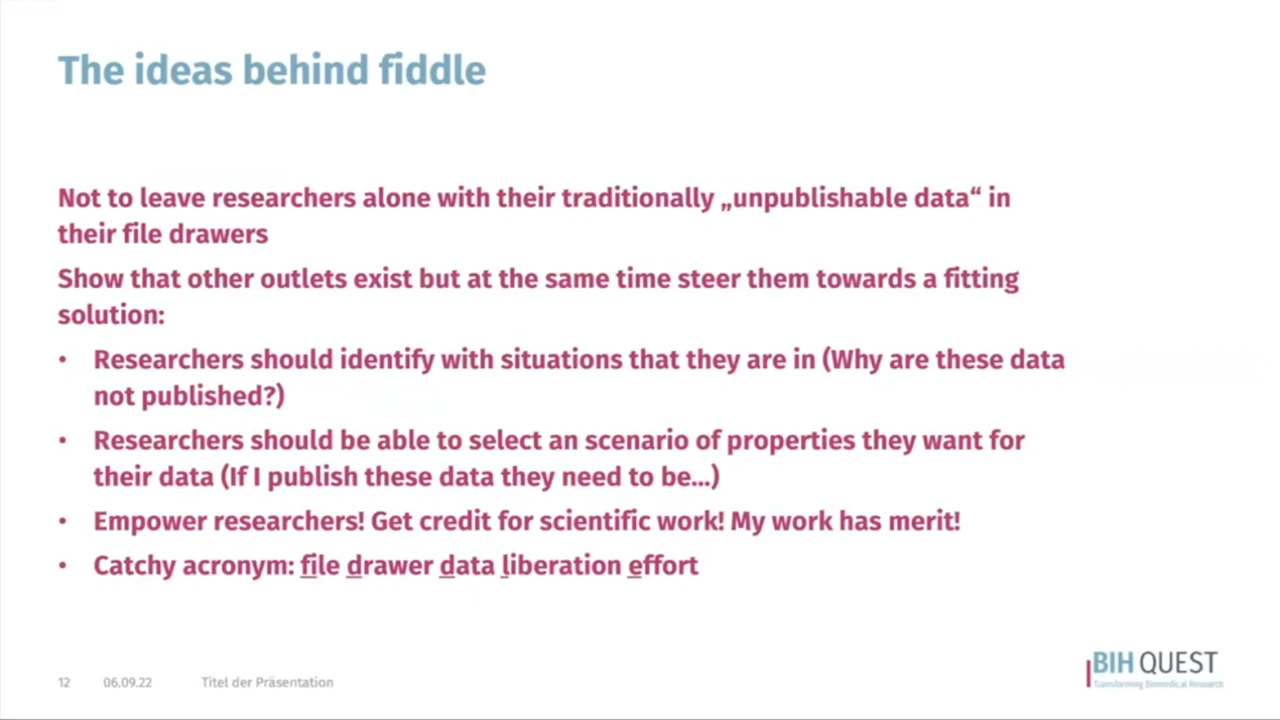 The ideas behind fiddle
Not to leave researchers alone with their traditionally „unpublishable data“ in
their file drawers
Show that other outlets exist but at the same time steer them towards a fitting
solution:
• Researchers should identify with situations that they are in (Why are these data
not published?)
• Researchers should be able to select an scenario of properties they want for
their data (If I publish these data they need to be...)
• Empower researchers! Get credit for scientific work! My work has merit!
• Catchy acronym: file drawer data liberation effort
12 06.09.22 Titel der Präsentation
BIH QUEST
Transforming Biomedical Research